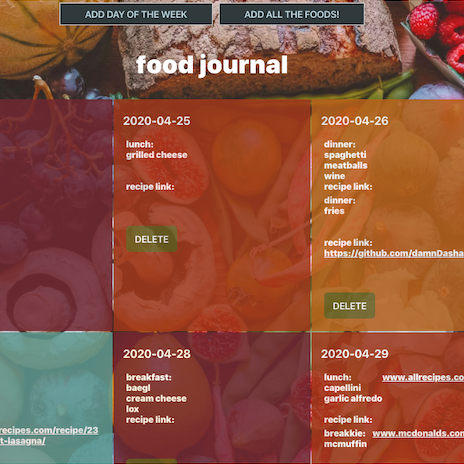 ADD DAY OF THE WEEK
ADD ALL THE FOODS!
food journal
2020-04-25
lunch:
grilled cheese
recipe link:
DELETE
2020-04-26
dinner:
spaghetti
meatballs
wine
recipe link:
dinner:
fries
recipe link:
https://github.com/damnDasha
DELETE
recipes.com/recipe/23
t-lasagna/
2020-04-28
breakfast:
baegl
cream cheese
lox
recipe link:
2020-04-29
lunch: www.allrecipes.co
capellini
garlic alfredo
recipe link:
breakkie: www.mcdonalds.com
mcmuffin